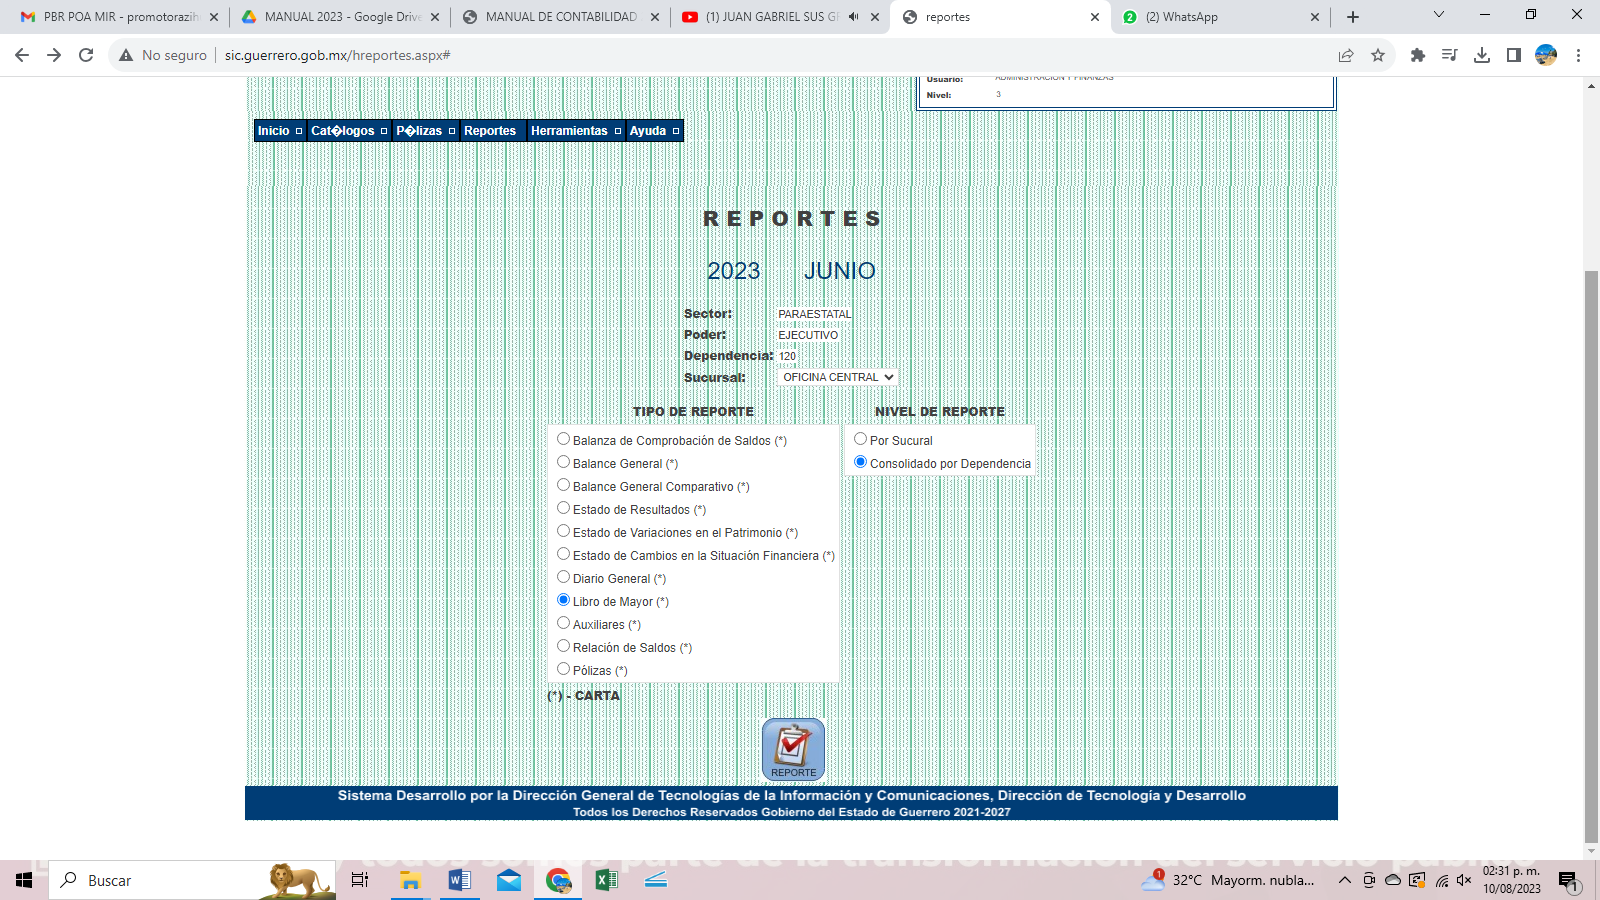 PBR POA MIR - promotorazih
MANUAL 2023 - Google Drive
MANUAL DE CONTABILIDAD
(1) JUAN GABRIEL SUS GR
reportes
(2) WhatsApp
No seguro
sic.guerrero.gob.mx/hreportes.aspx#
Usuario: ADMINISTRACION Y FINANZAS
Nivel: 3
Inicio Cat�logos P�lizas Reportes Herramientas Ayuda
REPORTES
2023 JUNIO
Sector: PARAESTATAL
Poder: EJECUTIVO
Dependencia: 120
Sucursal: OFICINA CENTRAL
TIPO DE REPORTE NIVEL DE REPORTE
Balanza de Comprobación de Saldos (*) Por Sucural
Balance General (*) Consolidado por Dependencia
Balance General Comparativo (*)
Estado de Resultados (*)
Estado de Variaciones en el Patrimonio (*)
Estado de Cambios en la Situación Financiera (*)
Diario General (*)
Libro de Mayor (*)
Auxiliares (*)
Relación de Saldos (*)
Pólizas (*)
(*) - CARTA
REPORTE
Sistema Desarrollo por la Dirección General de Tecnologías de la Información y Comunicaciones, Dirección de Tecnología y Desarrollo
Todos los Derechos Reservados Gobierno del Estado de Guerrero 2021-2027
Buscar
32°C Mayorm. nubla...
02:31 p. m.
10/08/2023